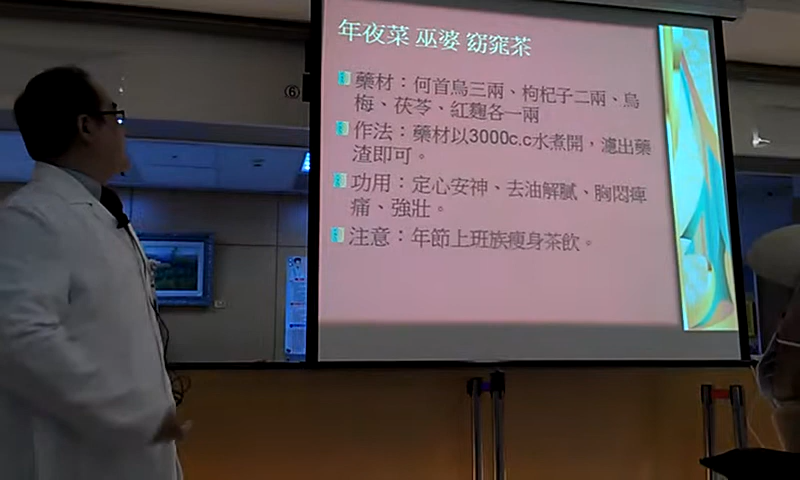 年夜菜 巫婆 窈窕茶
藥材：何首烏三兩、枸杞子二兩、烏
梅、茯苓、紅麴各一兩
作法：藥材以3000c.c水煮開，濾出藥
渣即可。
功用：定心安神、去油解膩、胸悶痺
痛、強壯。
注意：年節上班族瘦身茶飲。
⑥